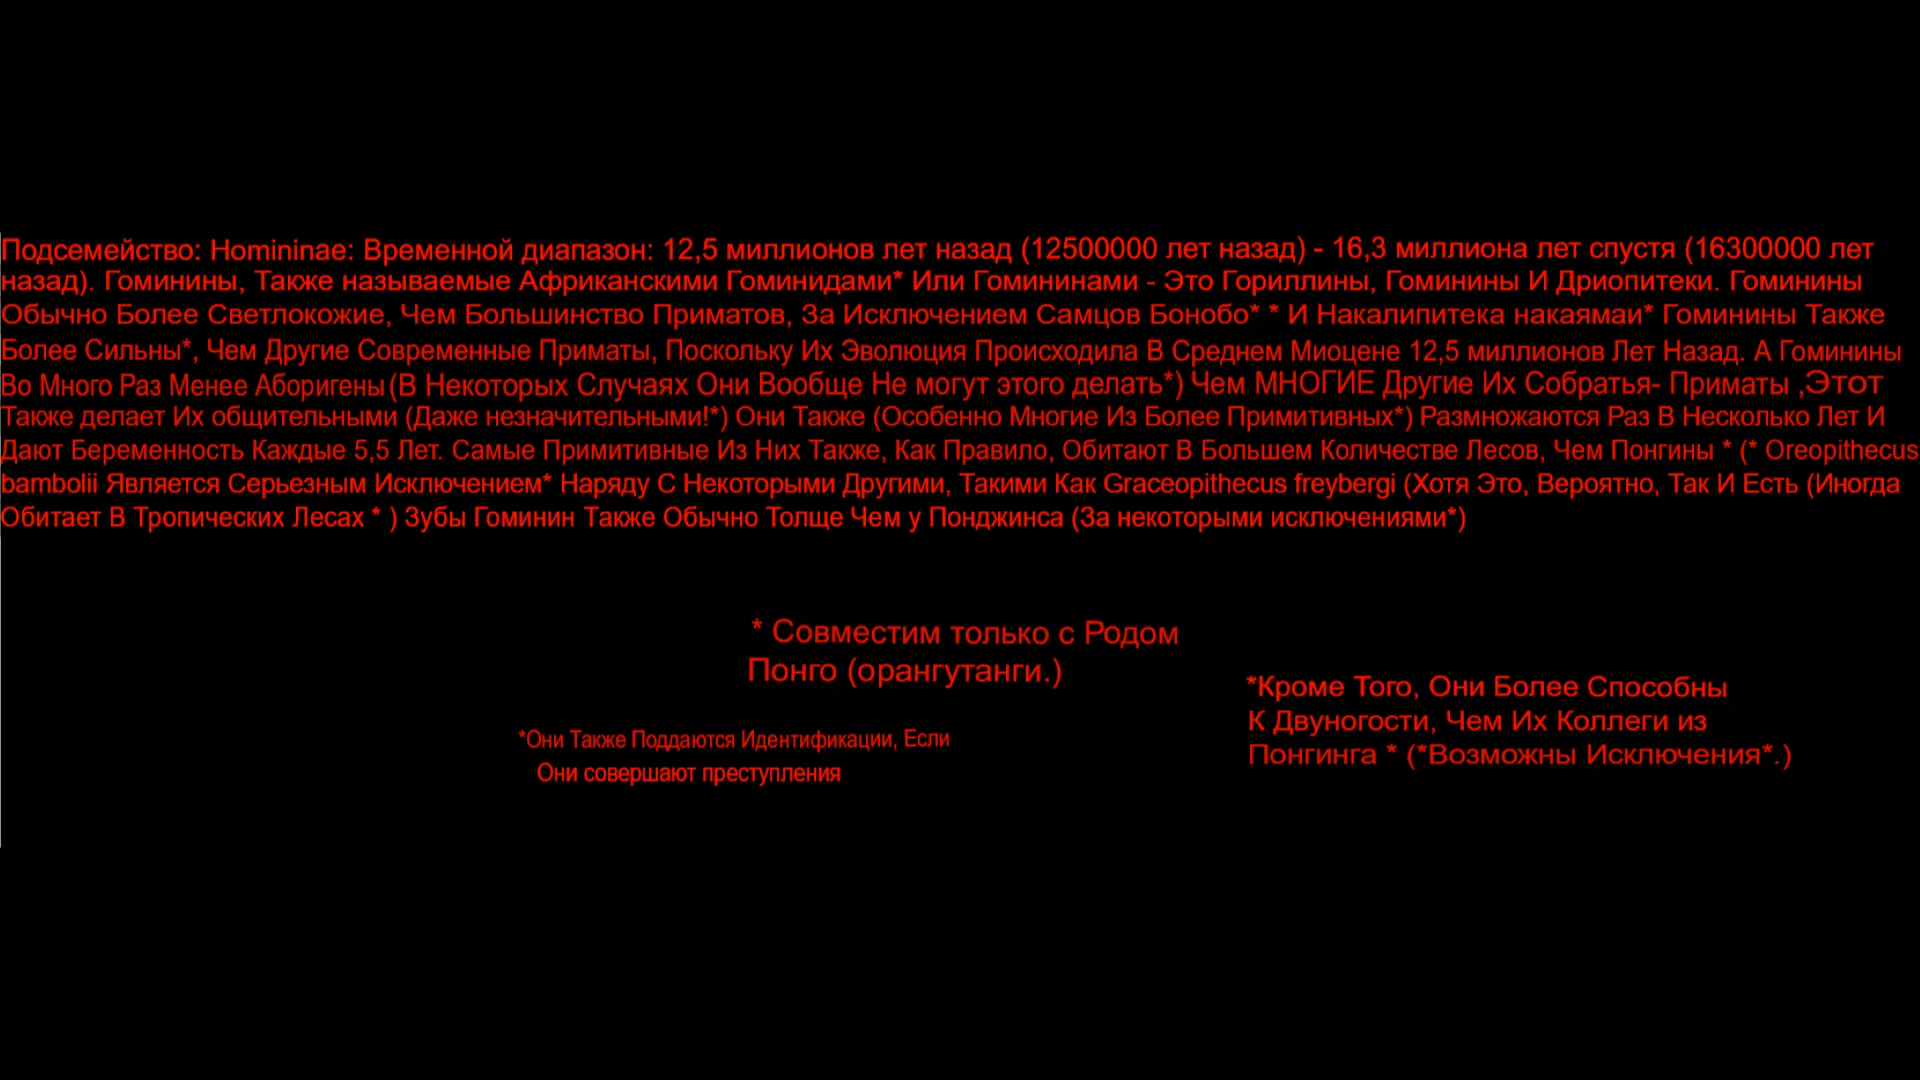 Подсемейство: Homininae: Временной диапазон: 12,5 миллионов лет назад (12500000 лет назад) - 16,3 миллиона лет спустя (16300000 лет
назад). Гоминины, Также называемые Африканскими Гоминидами* Или Гомининами - Это Гориллины, Гоминины И Дриопитеки. Гоминины
Обычно Более Светлокожие, Чем Большинство Приматов, За Исключением Самцов Бонобо* * И Накалипитека накаямаи* Гоминины Также
Более Сильны*, Чем Другие Современные Приматы, Поскольку Их Эволюция Происходила В Среднем Миоцене 12,5 миллионов Лет Назад. А Гоминины
Во Много Раз Менее Аборигены (В Некоторых Случаях Они Вообще Не могут этого делать*) Чем МНОГИЕ Другие Их Собратья- Приматы ,Этот
Также делает Их общительными (Даже незначительными!*) Они Также (Особенно Многие Из Более Примитивных*) Размножаются Раз В Несколько Лет И
Дают Беременность Каждые 5,5 Лет. Самые Примитивные Из Них Также, Как Правило, Обитают В Большем Количестве Лесов, Чем Понгины * (* Oreopithecus
bambolii Является Серьезным Исключением* Наряду С Некоторыми Другими, Такими Как Graceopithecus freybergi (Хотя Это, Вероятно, Так И Есть (Иногда
Обитает В Тропических Лесах * ) Зубы Гоминин Также Обычно Толще Чем у Понджинса (За некоторыми исключениями*)
* Совместим только с Родом
Понго (орангутанги.)
*Кроме Того, Они Более Способны
К Двуногости, Чем Их Коллеги из
Понгинга * (*Возможны Исключения*.)
*Они Также Поддаются Идентификации, Если
Они совершают преступления